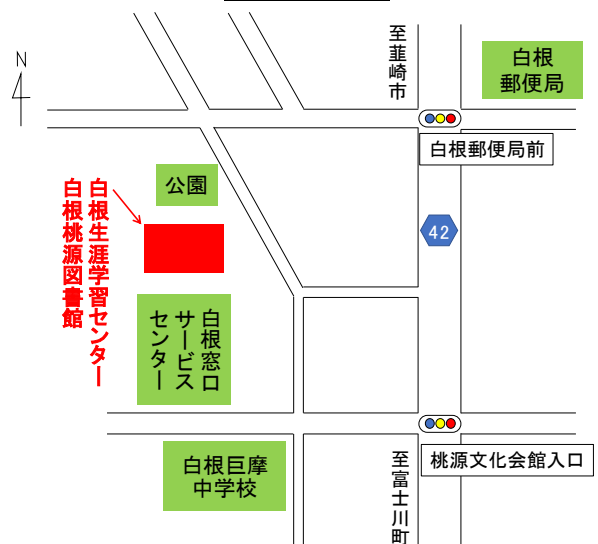 N
至韮崎市
白根
郵便局
白根郵便局前
公園
42
白根生涯学習センター
白根桃源図書館
白根窓口
サービス
センター
白根巨摩
中学校
至富士川町
桃源文化会館入口